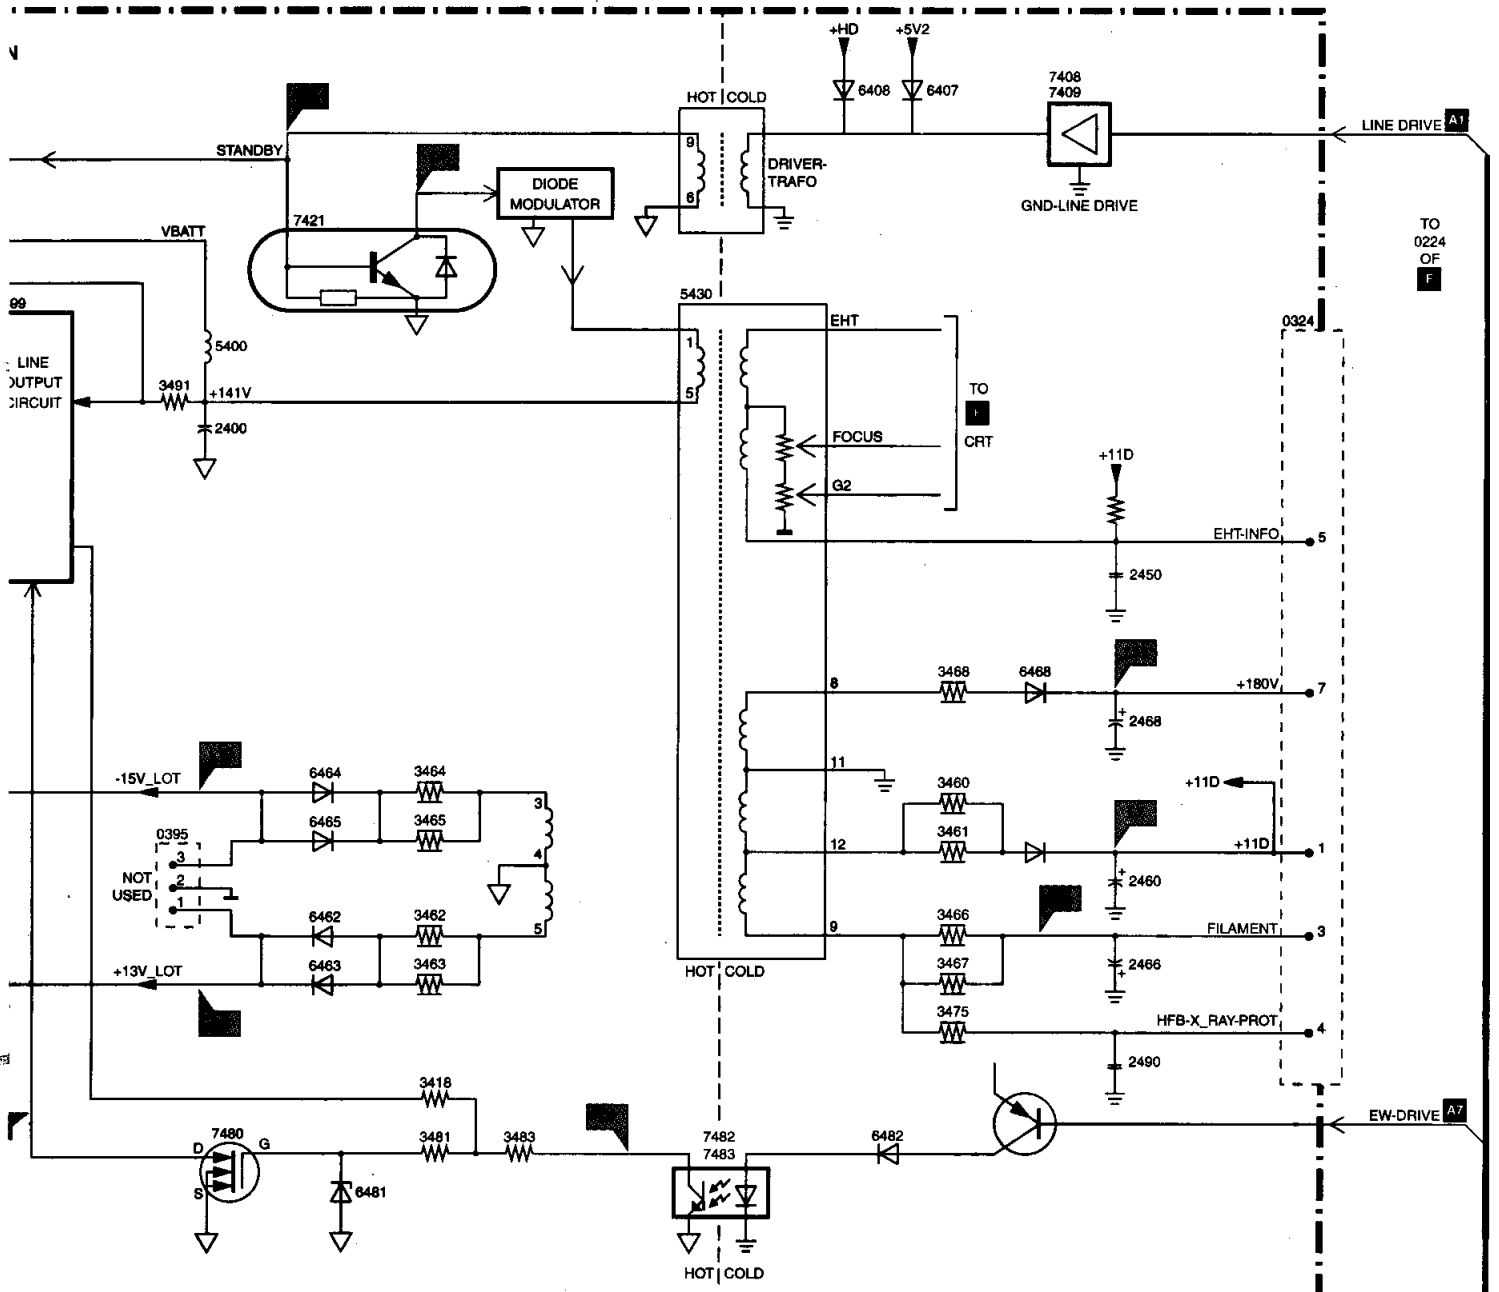 N
+HD
+5V2
6408
6407
7408
7409
HOT
COLD
LINE DRIVE A1
STANDBY
9
6
DRIVER-
TRAFO
DIODE
MODULATOR
GND-LINE DRIVE
7421
VBATT
TO
0224
OF
F
99
5430
0324
EHT
LINE
OUTPUT
CIRCUIT
5400
3491
+141V
2400
1
5
TO
CRT
FOCUS
G2
+11D
EHT-INFO
5
2450
8
3468
6468
+180V
7
2468
11
-15V_LOT
6464
3464
3
6465
3465
+11D
3460
3461
12
+11D
1
2460
0395
3
2
1
NOT
USED
4
6462
3462
5
9
3466
FILAMENT
3
6463
3463
+13V_LOT
HOT
COLD
3467
2466
3475
HFB-X_RAY-PROT
4
2490
3418
7480
D
G
S
3481
3483
6481
7482
7483
6482
EW-DRIVE A7
HOT
COLD